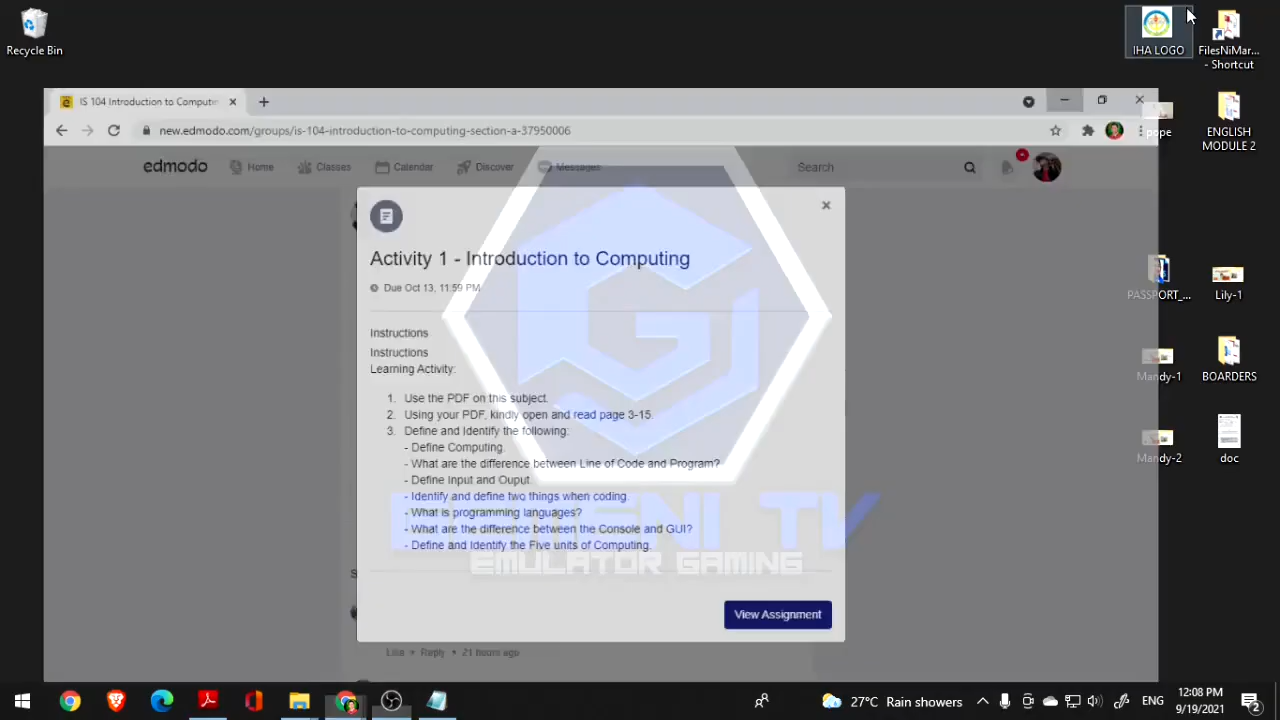 Recycle Bin
IHA LOGO
FilesNiMar...
- Shortcut
IS 104 Introduction to Computin
new.edmodo.com/groups/is-104-introduction-to-computing-section-a-37950006
pope
ENGLISH
MODULE 2
edmodo
Home
Classes
Calendar
Discover
Messages
Search
Activity 1 - Introduction to Computing
Due Oct 13, 11:59 PM
PASSPORT_...
Lily-1
Instructions
Instructions
Learning Activity:
Mandy-1
BOARDERS
1. Use the PDF on this subject.
2. Using your PDF, kindly open and read page 3-15.
3. Define and Identify the following:
- Define Computing.
- What are the difference between Line of Code and Program?
- Define Input and Ouput.
- Identify and define two things when coding.
- What is programming languages?
- What are the difference between the Console and GUI?
- Define and Identify the Five units of Computing.
Mandy-2
doc
TV
EMULATOR GAMING
View Assignment
Like • Reply • 21 hours ago
27°C Rain showers
ENG
12:08 PM
9/19/2021
2